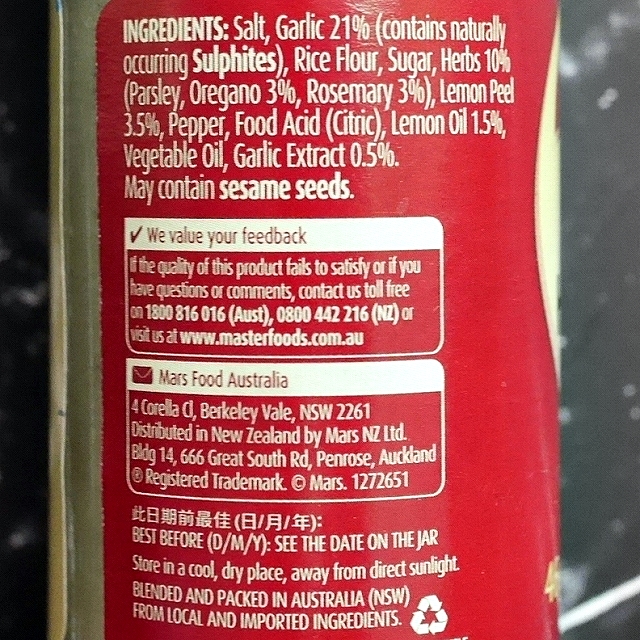 INGREDIENTS: Salt, Garlic 21% (contains naturally
occurring Sulphites), Rice Flour, Sugar, Herbs 10%
(Parsley, Oregano 3%, Rosemary 3%), Lemon Peel
3.5%, Pepper, Food Acid (Citric), Lemon Oil 1.5%,
Vegetable Oil, Garlic Extract 0.5%.
May contain sesame seeds.
✓ We value your feedback
If the quality of this product fails to satisfy or if you
have questions or comments, contact us toll free
on 1800 816 016 (Aust), 0800 442 216 (NZ) or
visit us at www.masterfoods.com.au
Mars Food Australia
4 Corella Cl, Berkeley Vale, NSW 2261
Distributed in New Zealand by Mars NZ Ltd.
Bldg 14, 666 Great South Rd, Penrose, Auckland
® Registered Trademark. © Mars. 1272651
此日期前最佳 (日/月/年):
BEST BEFORE (D/M/Y): SEE THE DATE ON THE JAR
Store in a cool, dry place, away from direct sunlight.
BLENDED AND PACKED IN AUSTRALIA (NSW)
FROM LOCAL AND IMPORTED INGREDIENTS.